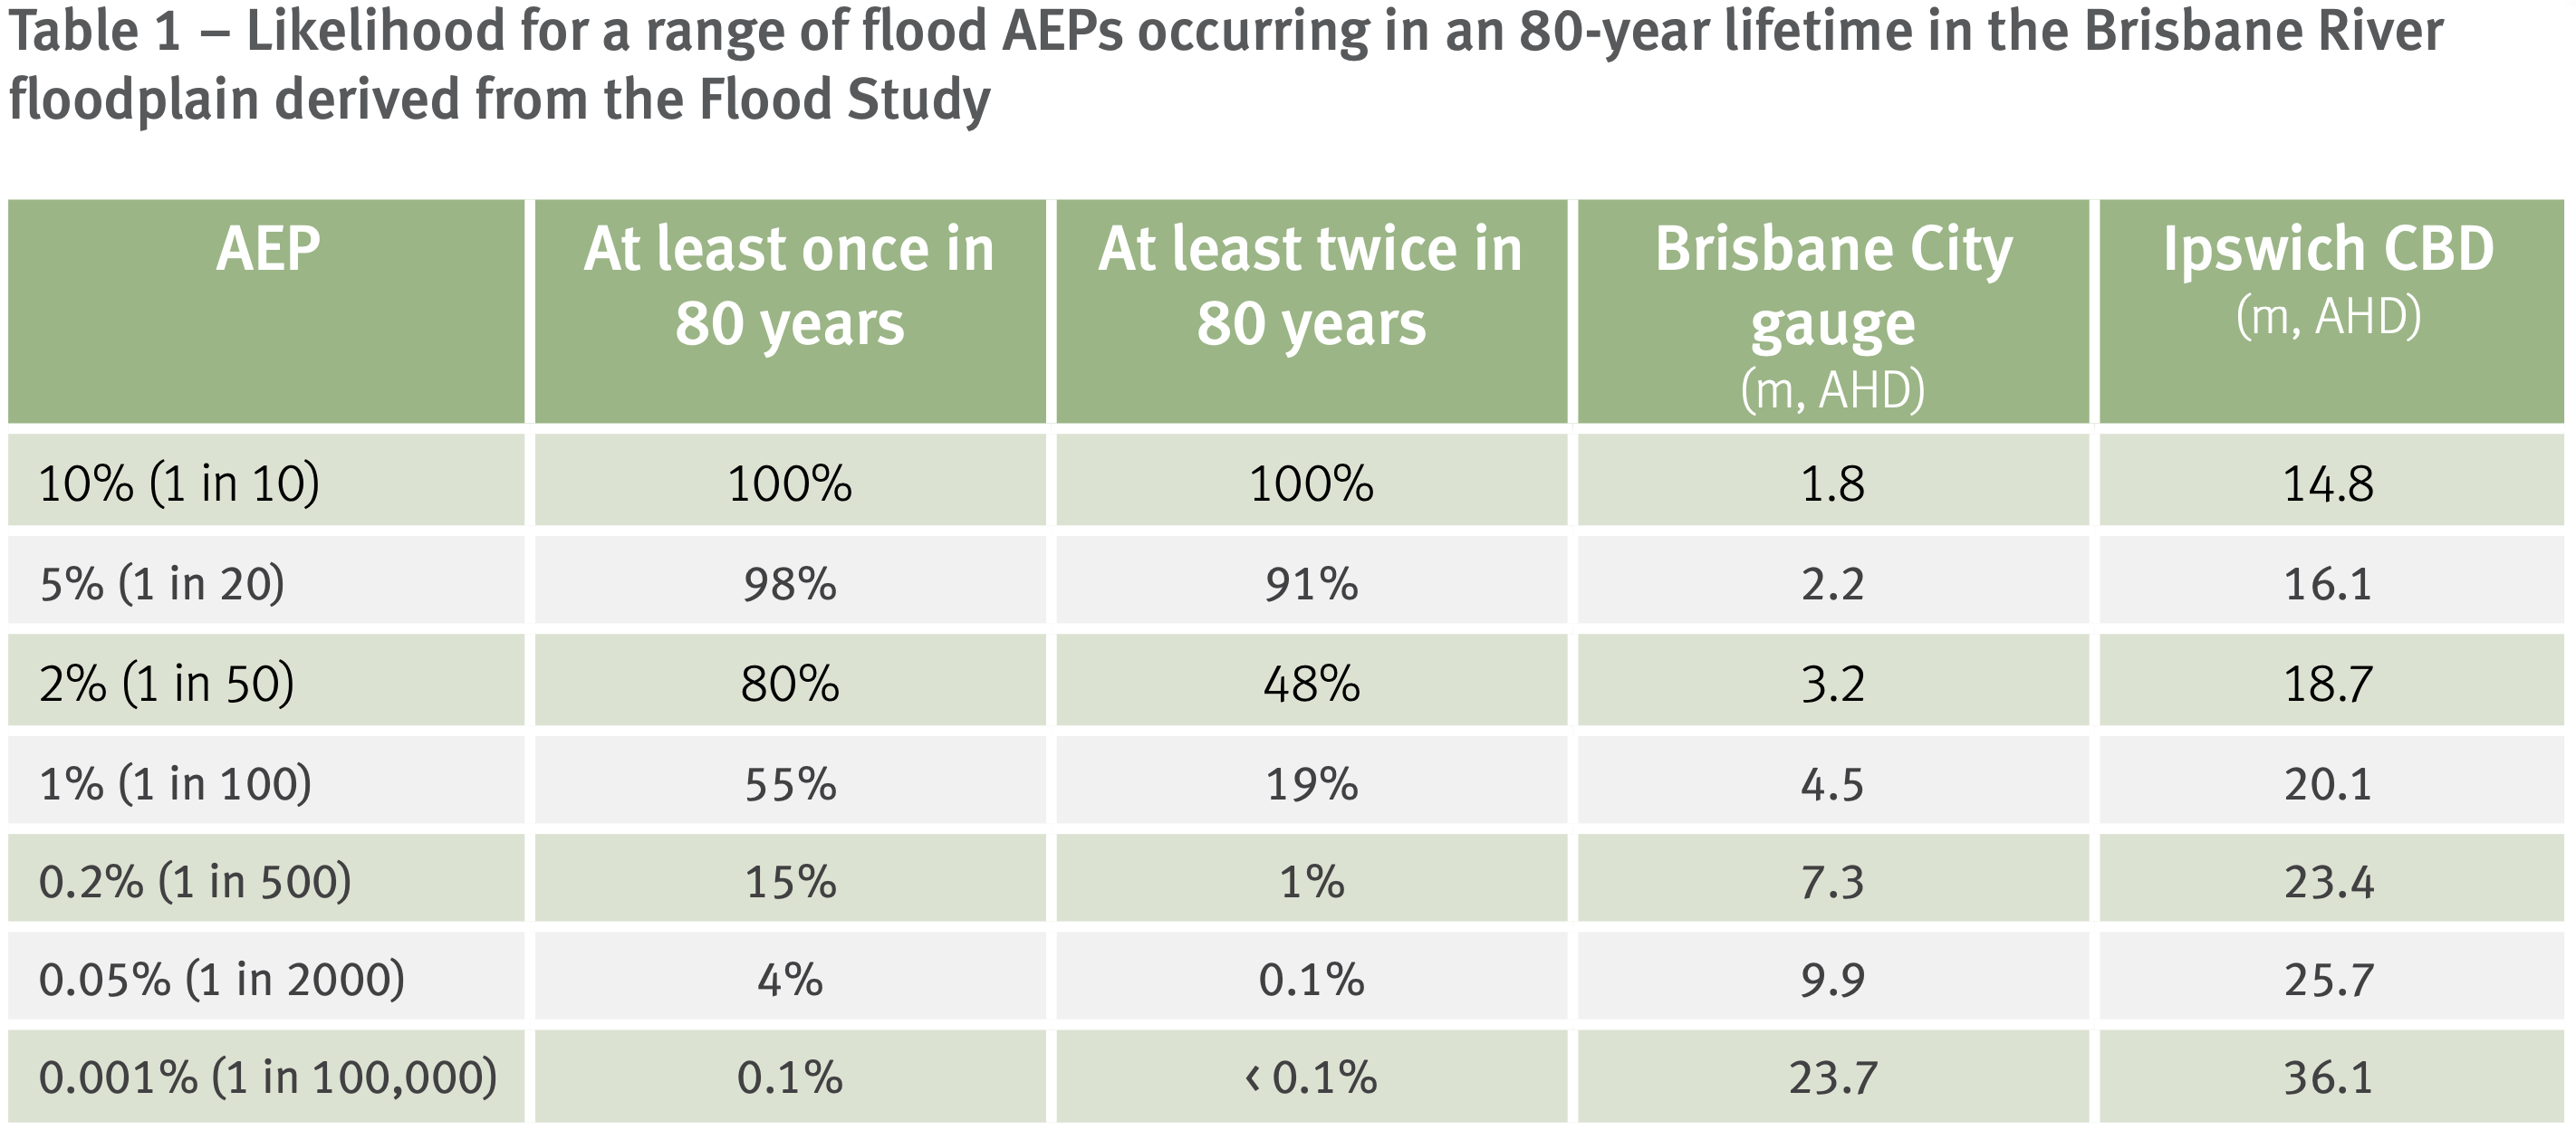 Table 1 – Likelihood for a range of flood AEPs occurring in an 80-year lifetime in the Brisbane River
floodplain derived from the Flood Study
AEP At least once in 80 years At least twice in 80 years Brisbane City gauge (m, AHD) Ipswich CBD (m, AHD)
10% (1 in 10) 100% 100% 1.8 14.8
5% (1 in 20) 98% 91% 2.2 16.1
2% (1 in 50) 80% 48% 3.2 18.7
1% (1 in 100) 55% 19% 4.5 20.1
0.2% (1 in 500) 15% 1% 7.3 23.4
0.05% (1 in 2000) 4% 0.1% 9.9 25.7
0.001% (1 in 100,000) 0.1% < 0.1% 23.7 36.1